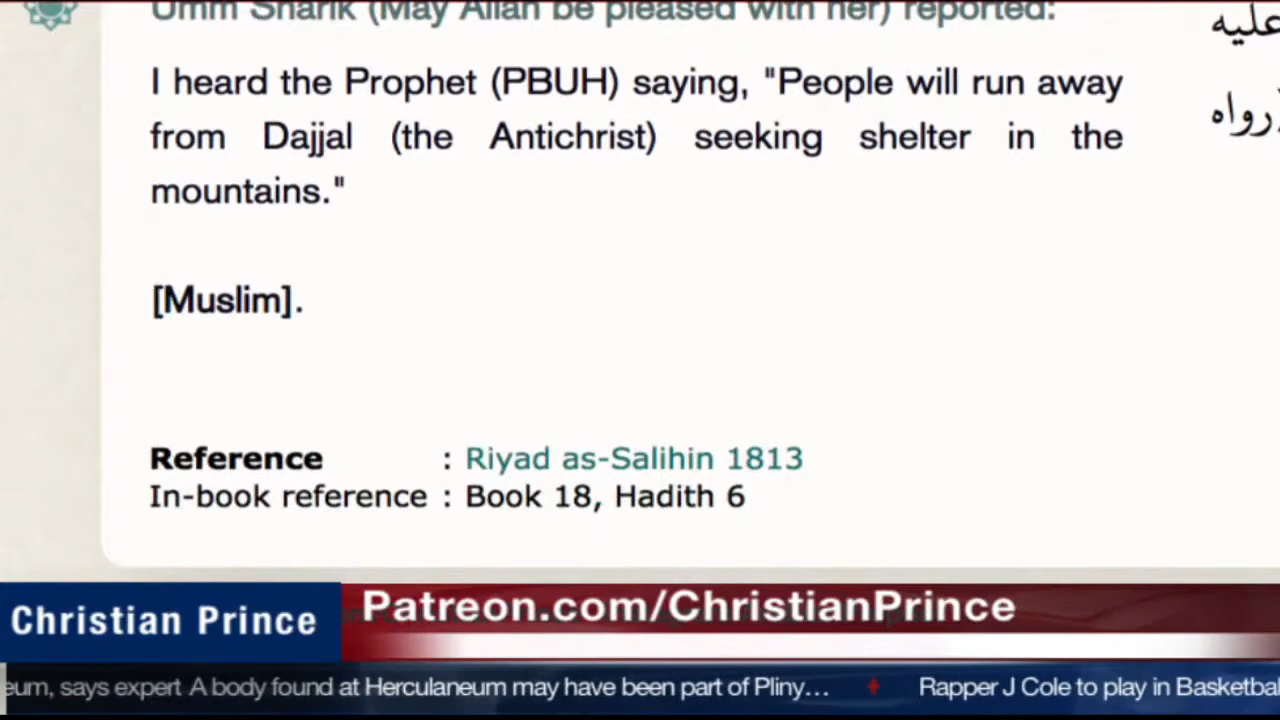 Umm Sharik (May Allah be pleased with her) reported:
I heard the Prophet (PBUH) saying, "People will run away
from Dajjal (the Antichrist) seeking shelter in the
mountains."
[Muslim].
عليه
رواه
Reference : Riyad as-Salihin 1813
In-book reference : Book 18, Hadith 6
Christian Prince
Patreon.com/ChristianPrince
eum, says expert A body found at Herculaneum may have been part of Pliny... Rapper J Cole to play in Basketbal